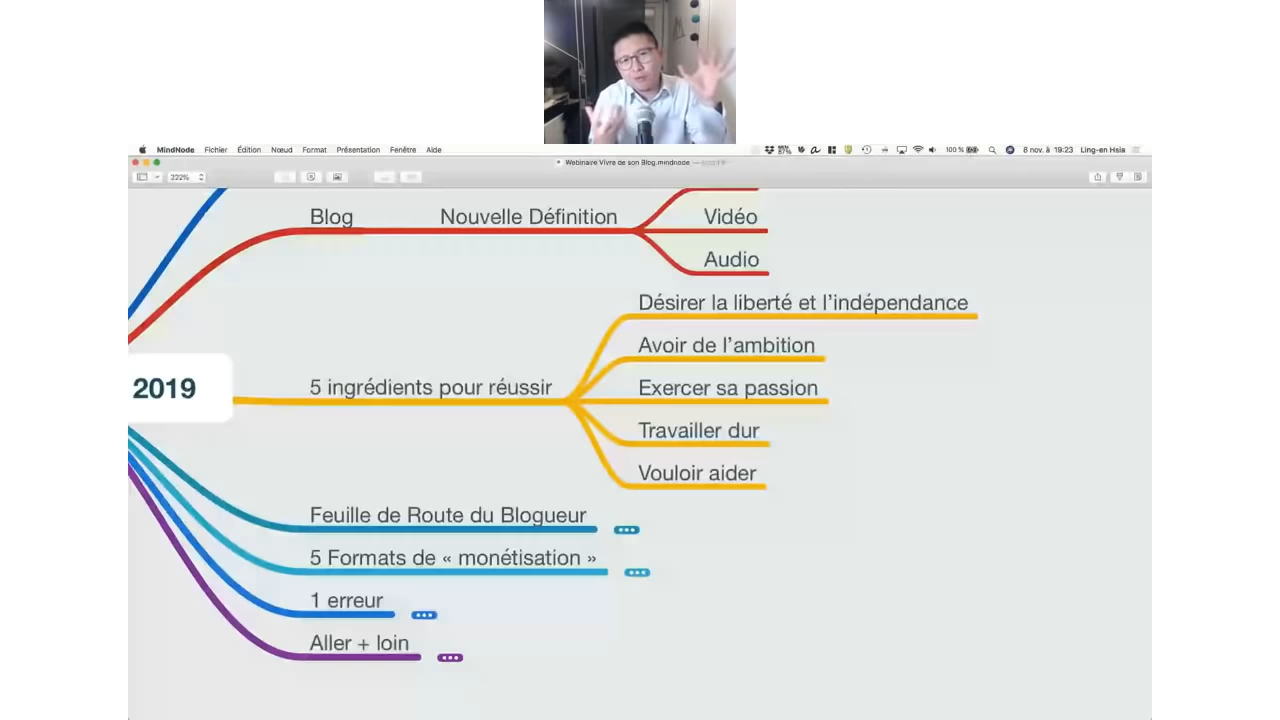 MindNode Fichier Édition Nœud Format Présentation Fenêtre Aide 100 % 8 nov. à 19:23 Ling-en Hsia
Webinaire Vivre de son Blog.mindnode
222%
Blog Nouvelle Définition Vidéo
Audio
Désirer la liberté et l’indépendance
Avoir de l’ambition
2019 5 ingrédients pour réussir Exercer sa passion
Travailler dur
Vouloir aider
Feuille de Route du Blogueur
5 Formats de « monétisation »
1 erreur
Aller + loin